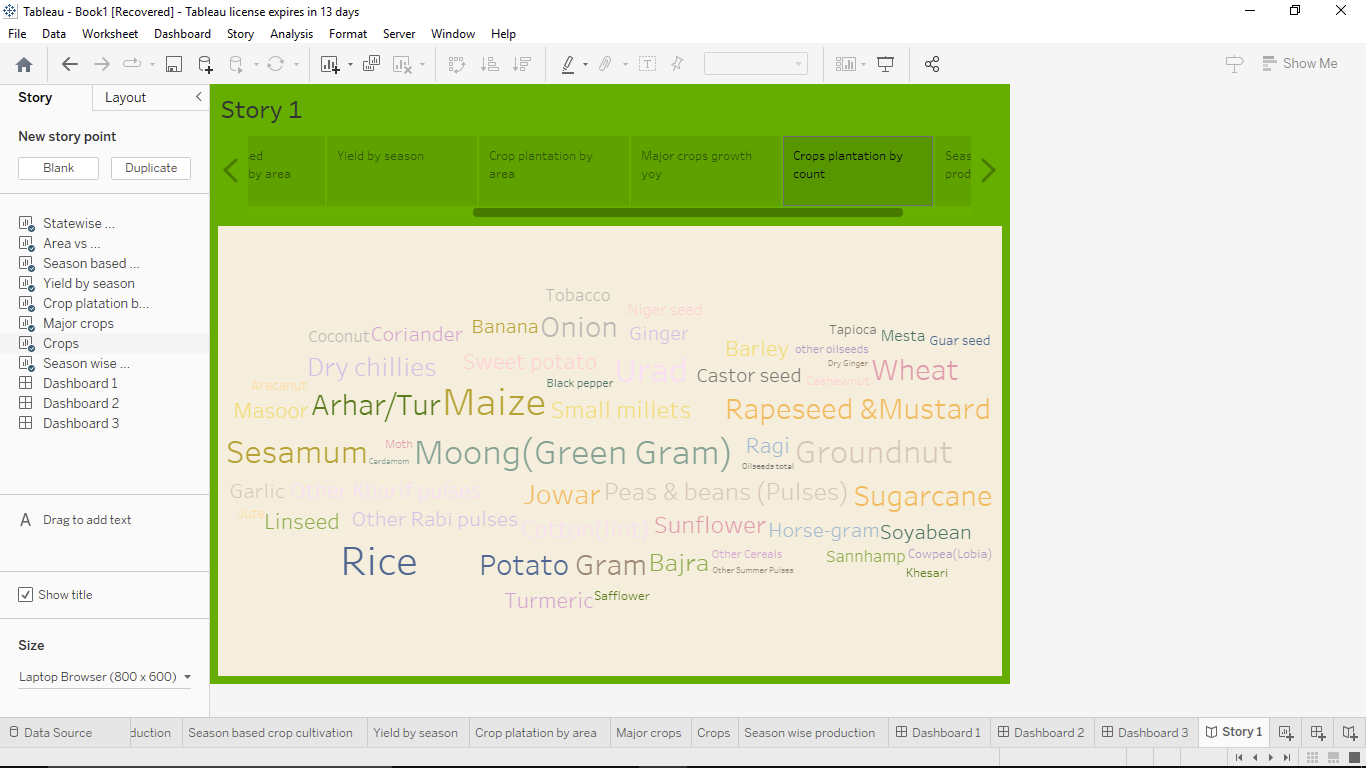 Tableau - Book1 [Recovered] - Tableau license expires in 13 days
File Data Worksheet Dashboard Story Analysis Format Server Window Help
Show Me
Story Layout
New story point
Blank Duplicate
Statewise ...
Area vs ...
Season based ...
Yield by season
Crop platation b...
Major crops
Crops
Season wise ...
Dashboard 1
Dashboard 2
Dashboard 3
A Drag to add text
Show title
Size
Laptop Browser (800 x 600)
Story 1
ed
by area
Yield by season
Crop plantation by
area
Major crops growth
yoy
Crops plantation by
count
Seas
prod
Tobacco
Niger seed
Coconut Coriander Banana Onion Ginger Tapioca Mesta Guar seed
Barley other oilseeds
Dry chillies Sweet potato Urad Castor seed Dry Ginger Wheat
Arecanut Black pepper Cashewnut
Masoor Arhar/Tur Maize Small millets Rapeseed &Mustard
Sesamum Moth Moong(Green Gram) Ragi Groundnut
Cardamom Oilseeds total
Garlic Other Kharif pulses Jowar Peas & beans (Pulses) Sugarcane
Jute Linseed Other Rabi pulses Cotton(lint) Sunflower Horse-gram Soyabean
Rice Potato Gram Bajra Other Cereals Sannhamp Cowpea(Lobia)
Other Summer Pulses Khesari
Turmeric Safflower
Data Source duction Season based crop cultivation Yield by season Crop platation by area Major crops Crops Season wise production Dashboard 1 Dashboard 2 Dashboard 3 Story 1